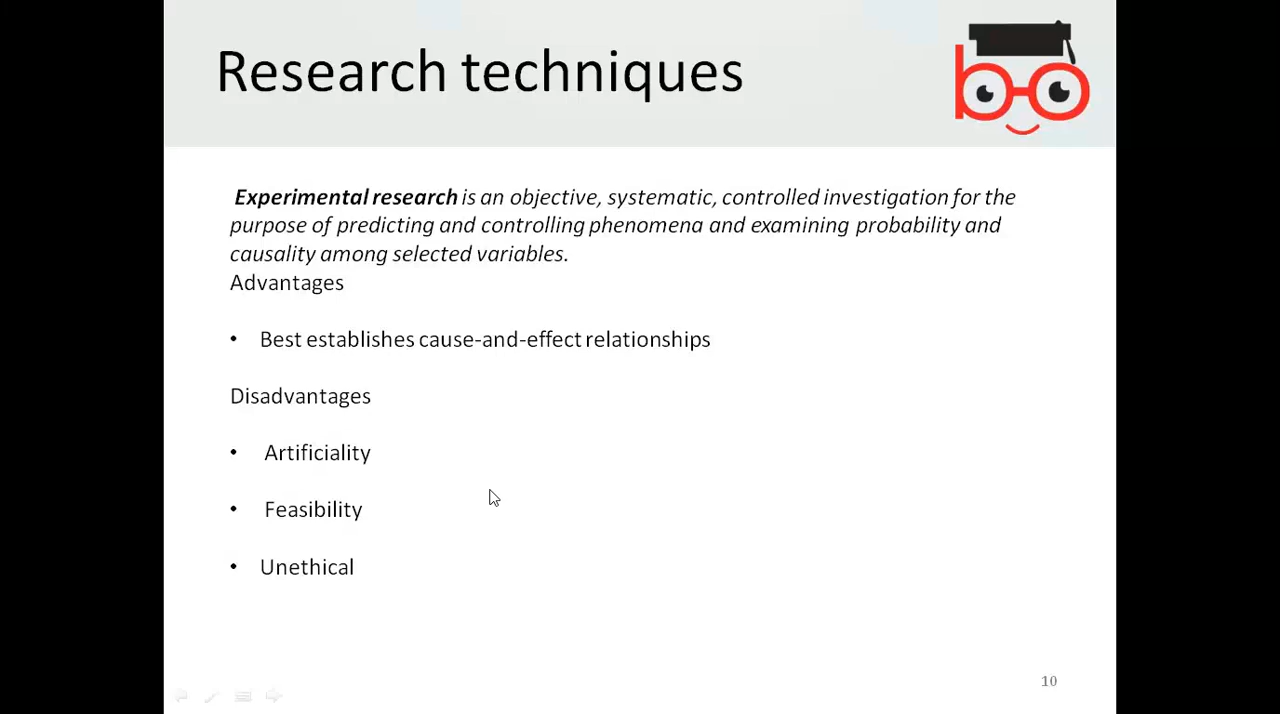 Research techniques
Experimental research is an objective, systematic, controlled investigation for the
purpose of predicting and controlling phenomena and examining probability and
causality among selected variables.
Advantages
• Best establishes cause-and-effect relationships
Disadvantages
• Artificiality
• Feasibility
• Unethical
10